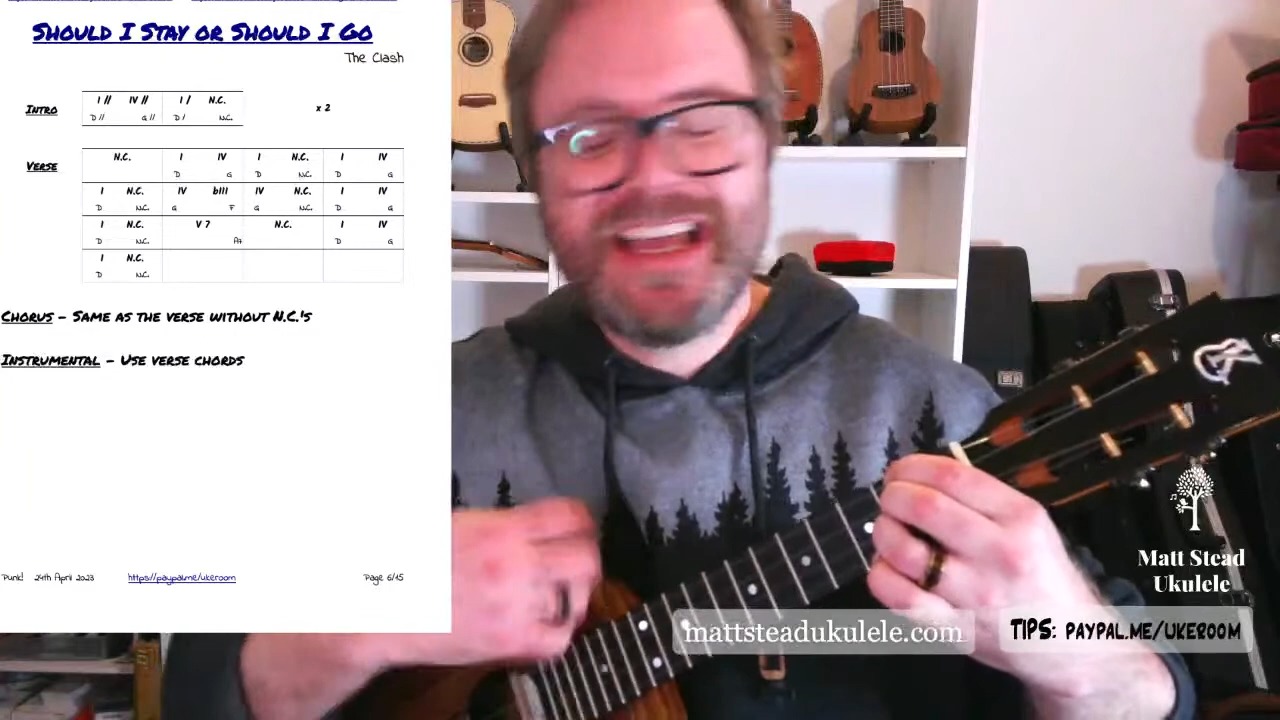 Should I Stay or Should I Go
The Clash
Intro
I // IV // I / N.C. x 2
D // G // D / N.C.
Verse
N.C. I IV I N.C. I IV
D G D N.C. D G
I N.C. IV bIII IV N.C. I IV
D N.C. G F G N.C. D G
I N.C. V 7 N.C. I IV
D N.C. A7 D G
I N.C.
D N.C.
Chorus - Same as the verse without N.C.'s
Instrumental - Use verse chords
Punk! 24th April 2023 https://paypal.me/ukeroom Page 6/45
K
Matt Stead
Ukulele
mattsteadukulele.com
TIPS: PAYPAL.ME/UKEROOM